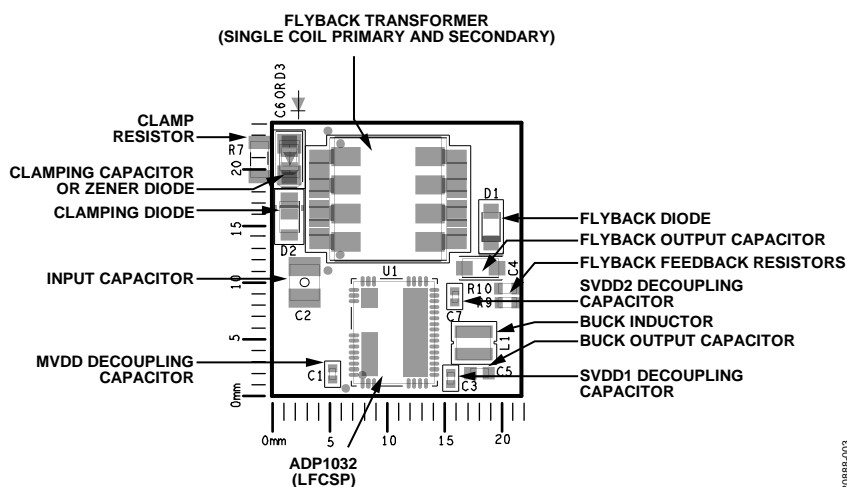 FLYBACK TRANSFORMER
(SINGLE COIL PRIMARY AND SECONDARY)
C6 OR D3
CLAMP
RESISTOR
R7
20
CLAMPING CAPACITOR
OR ZENER DIODE
CLAMPING DIODE
D1
FLYBACK DIODE
15
D2
FLYBACK OUTPUT CAPACITOR
U1
C4
FLYBACK FEEDBACK RESISTORS
INPUT CAPACITOR
10
R10
R9
SVDD2 DECOUPLING
CAPACITOR
C2
C7
BUCK INDUCTOR
L1
BUCK OUTPUT CAPACITOR
5
MVDD DECOUPLING
CAPACITOR
C1
C3
C5
SVDD1 DECOUPLING
CAPACITOR
0mm
0mm
5
10
15
20
ADP1032
(LFCSP)